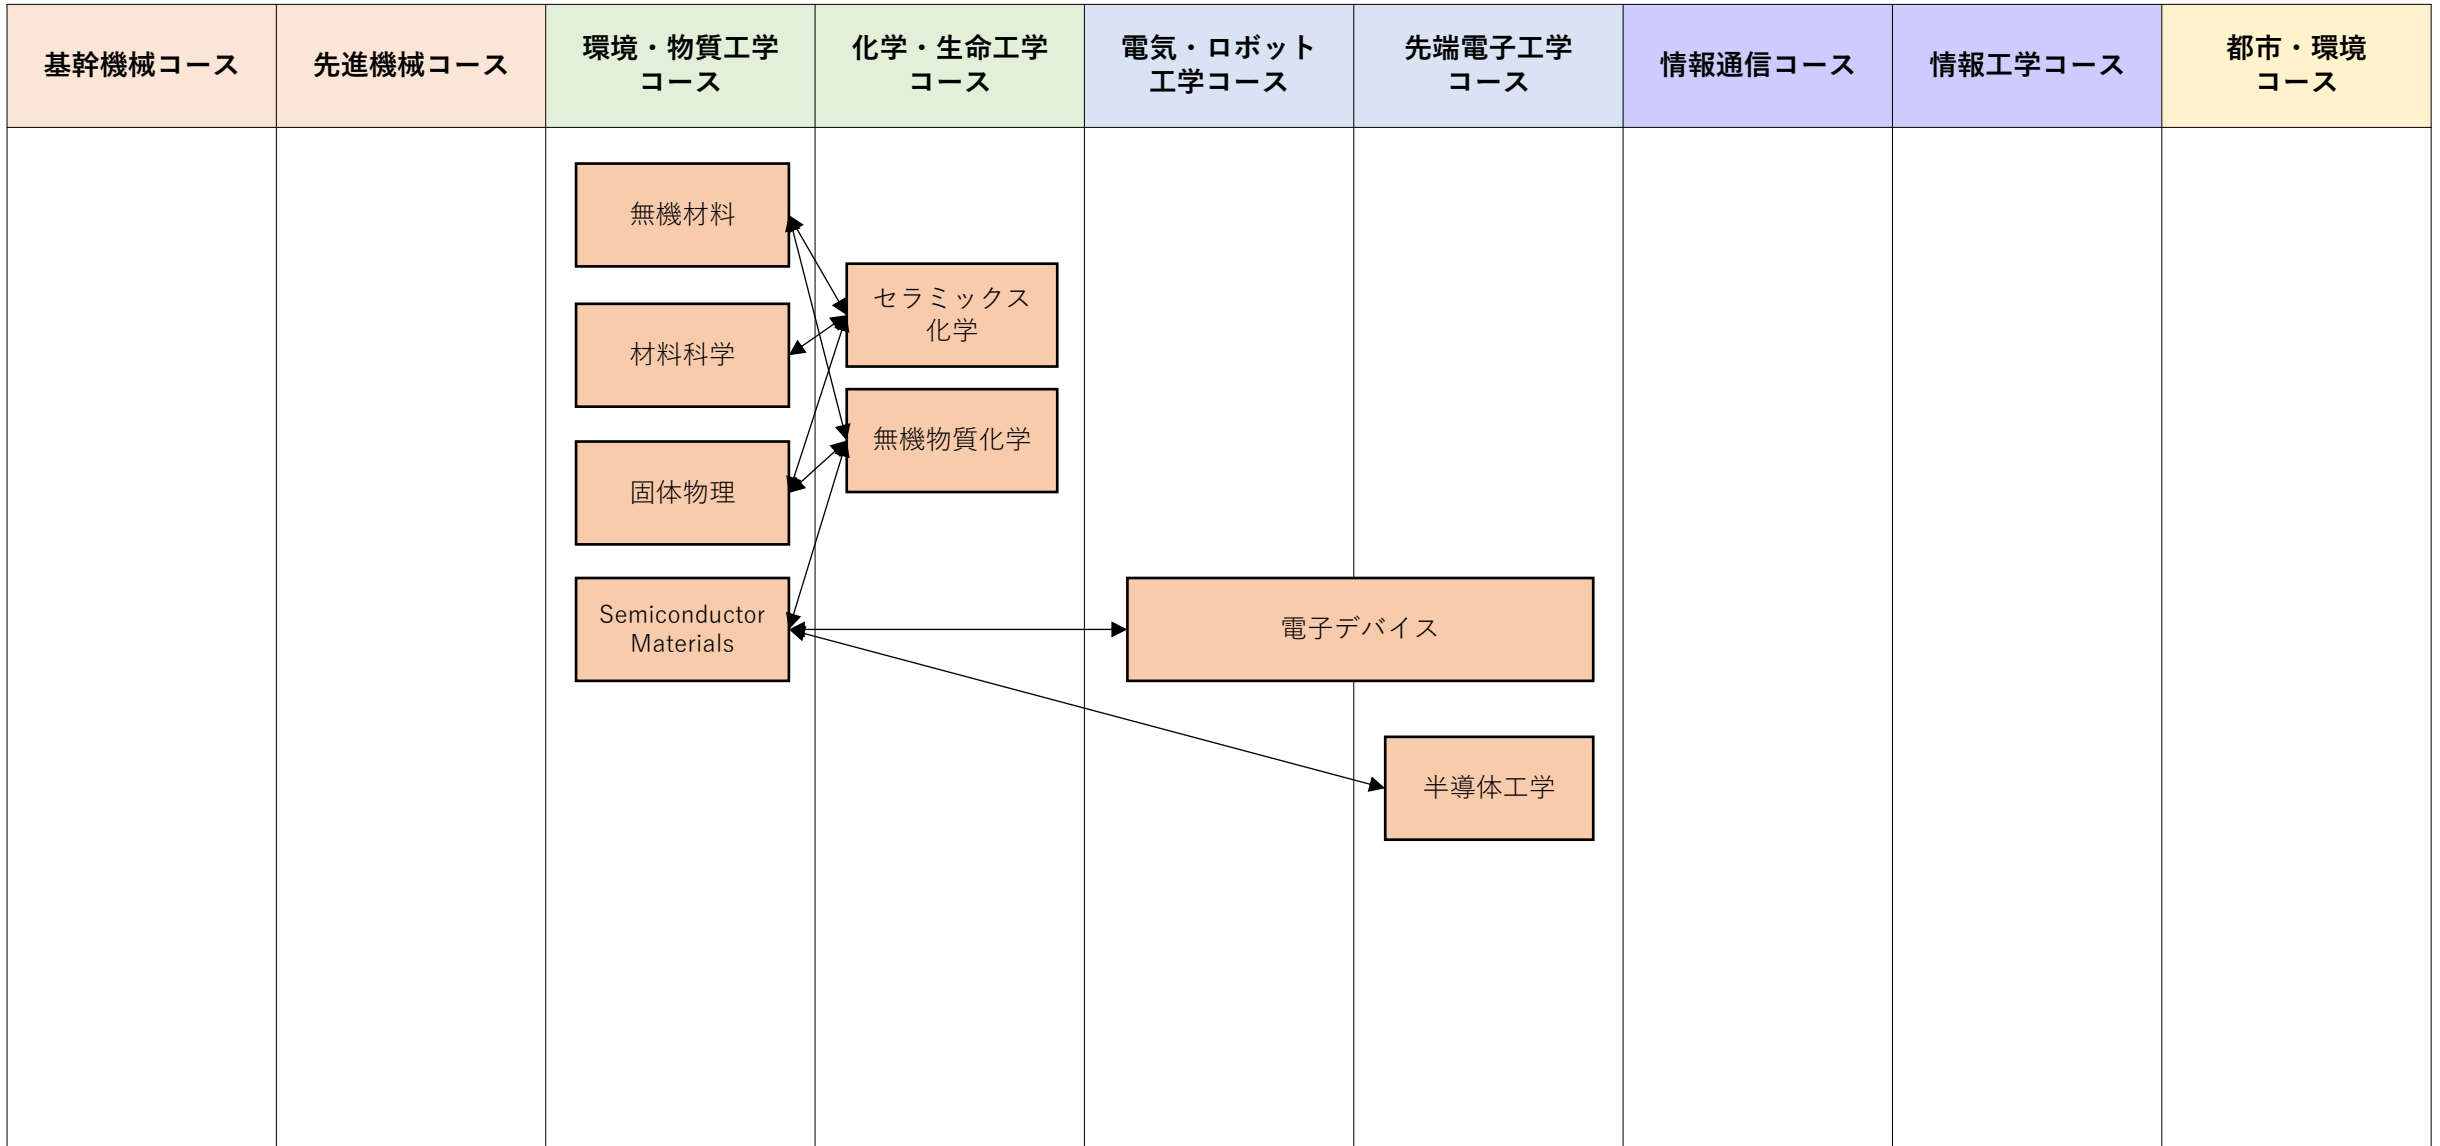 基幹機械コース
先進機械コース
環境・物質工学
コース
化学・生命工学
コース
電気・ロボット
工学コース
先端電子工学
コース
情報通信コース
情報工学コース
都市・環境
コース
無機材料
セラミックス
化学
材料科学
無機物質化学
固体物理
Semiconductor
Materials
電子デバイス
半導体工学